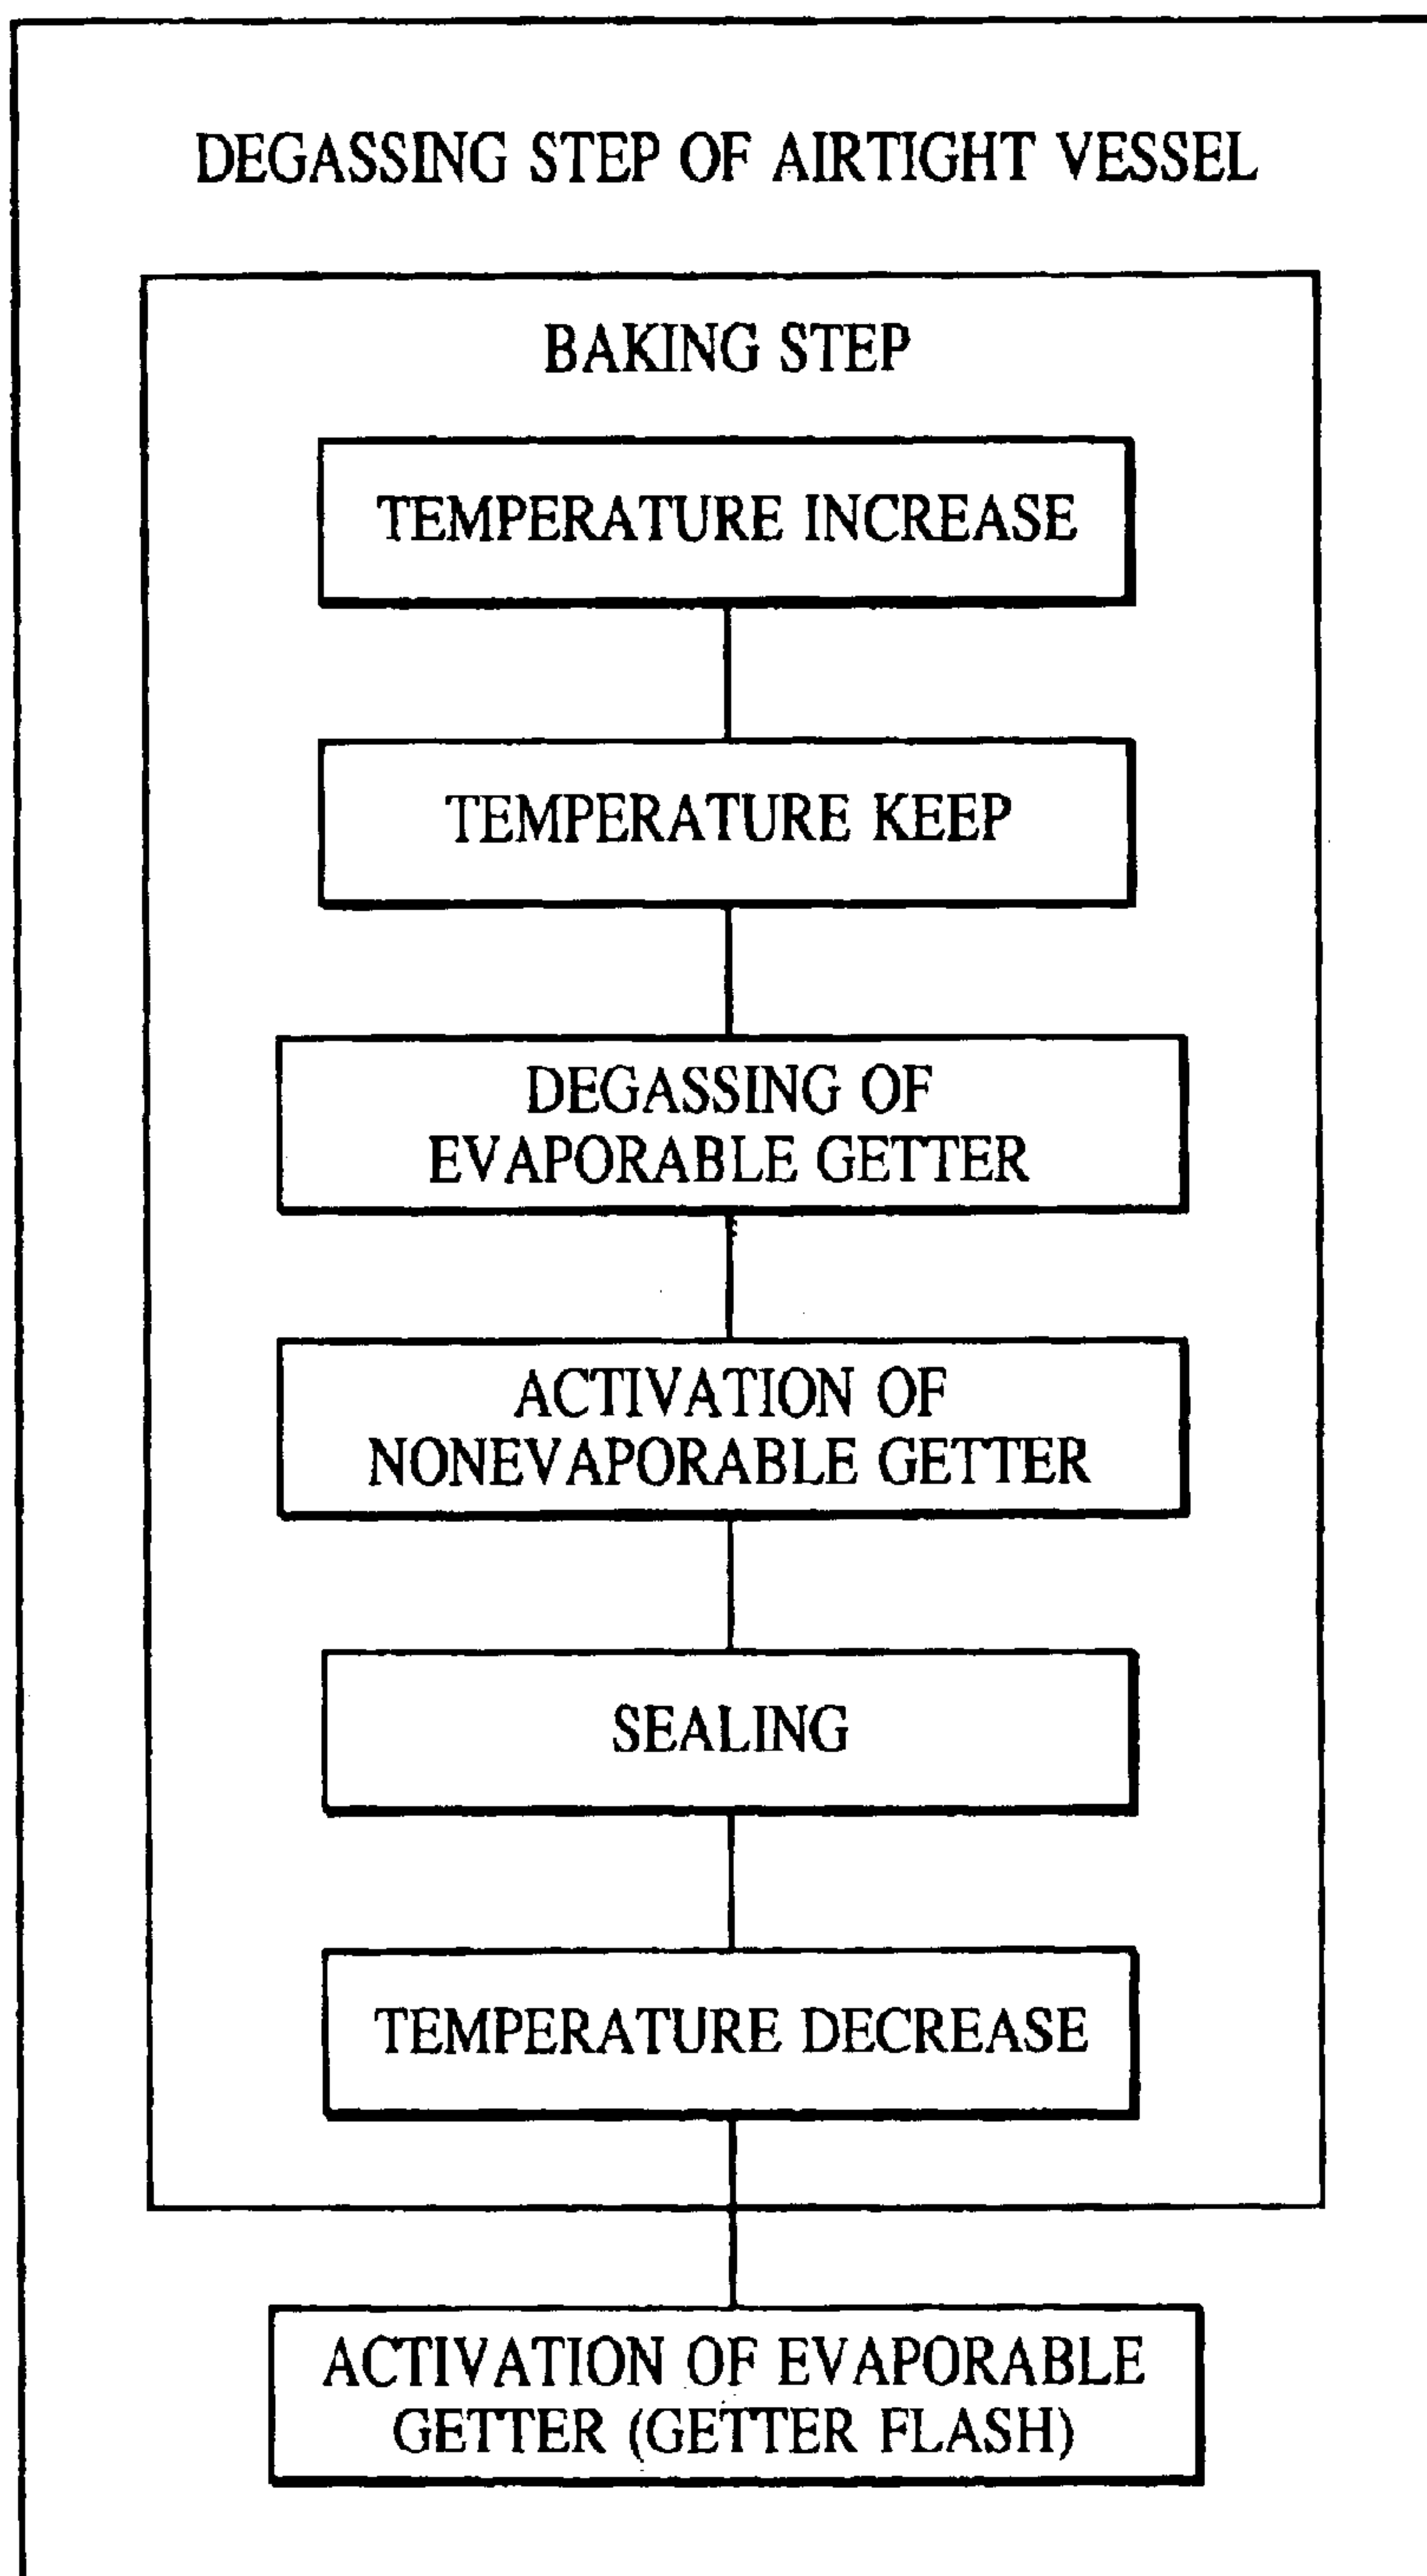 DEGASSING STEP OF AIRTIGHT VESSEL
BAKING STEP
TEMPERATURE INCREASE
TEMPERATURE KEEP
DEGASSING OF
EVAPORABLE GETTER
ACTIVATION OF
NONEVAPORABLE GETTER
SEALING
TEMPERATURE DECREASE
ACTIVATION OF EVAPORABLE
GETTER (GETTER FLASH)